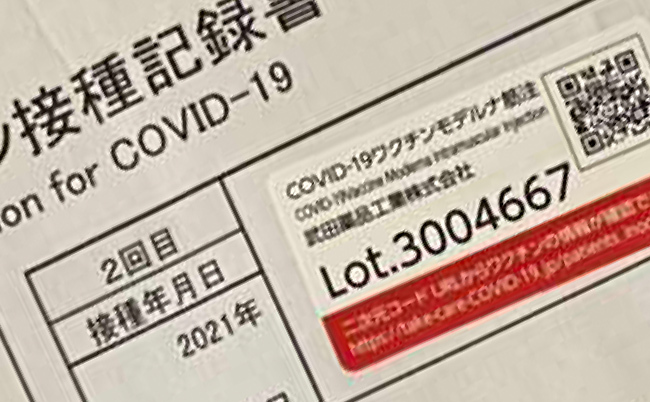 ン接種記録書
on for COVID-19
2回目
接種年月日
2021年
COVID-19ワクチンモデルナ筋注
COVID-19 Vaccine Moderna intramuscular injection
武田薬品工業株式会社
Lot.3004667
二次元コード URLからワクチンの情報が確認で
https://take-care-COVID-19.jp/patients_mod